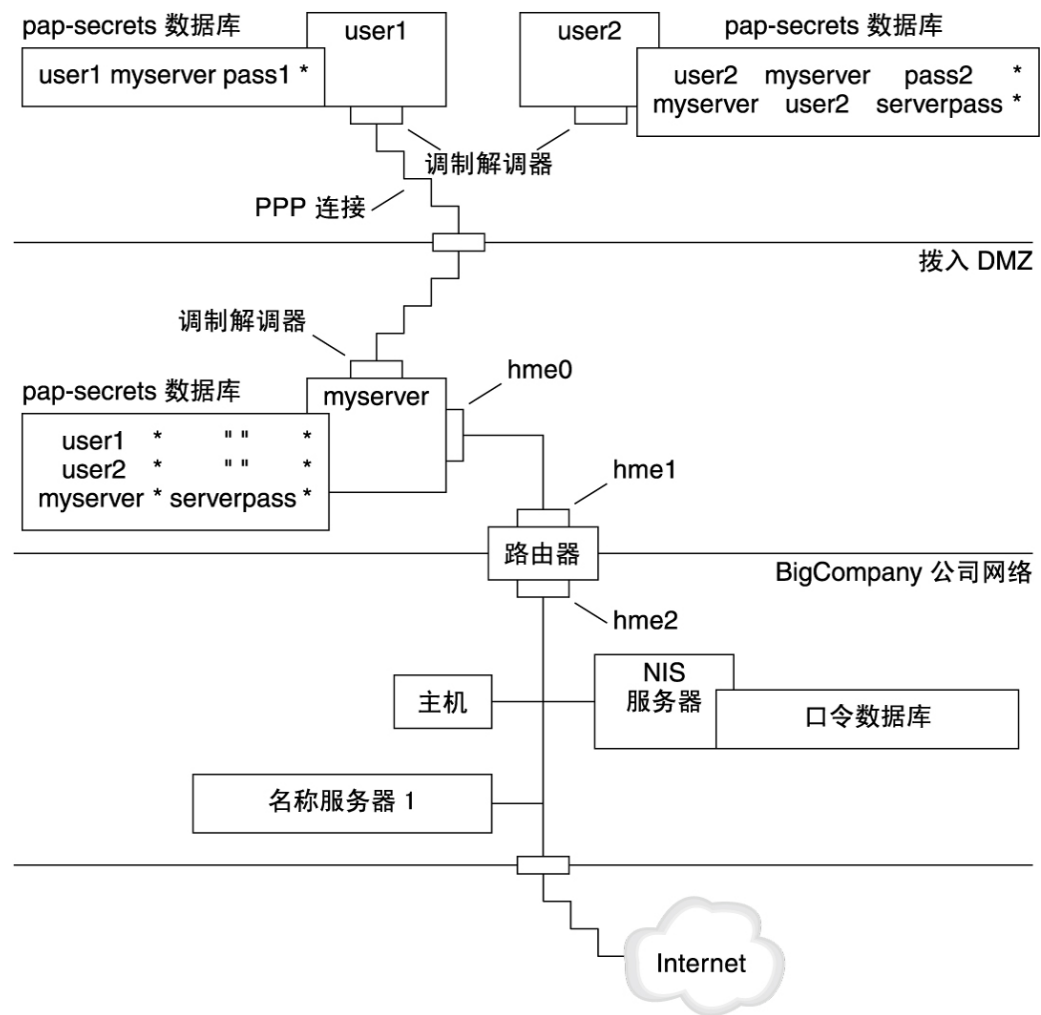 pap-secrets 数据库
user1
user1 myserver pass1 *
user2
pap-secrets 数据库
user2 myserver pass2 *
myserver user2 serverpass *
调制解调器
PPP 连接
拨入 DMZ
调制解调器
hme0
pap-secrets 数据库
myserver
user1 * " " *
user2 * " " *
myserver * serverpass *
hme1
路由器
BigCompany 公司网络
hme2
主机
NIS
服务器
口令数据库
名称服务器 1
Internet